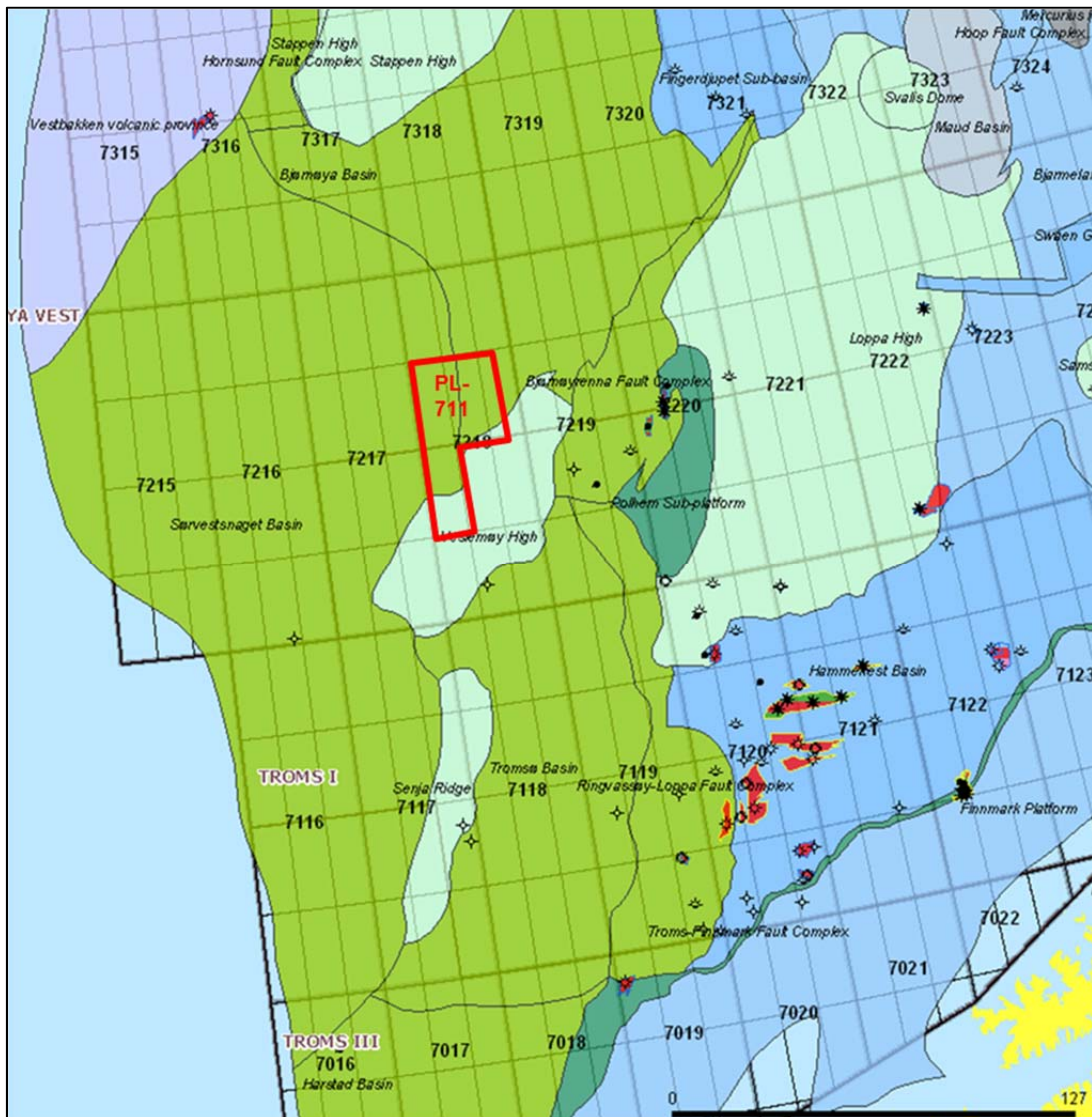 Mercurius
Hoop Fault Complex
Stappen High
Hornsund Fault Complex
Stappen High
7324
Fingerdjupet Sub-basin
7323
7322
7321
Svalis Dome
7320
7319
7318
7317
7316
7315
Vestbakken volcanic province
Maud Basin
Bjørnøya Basin
Bjarmela
Swaen G
YA VEST
Loppa High
7223
7222
7221
Sams
PL-
711
Bjørnøyrenna Fault Complex
7220
7219
7218
7217
7216
7215
Sørvestsnaget Basin
Polhem Sub-platform
Veslemøy High
Hammerfest Basin
7123
7122
7121
7120
7119
7118
7117
7116
TROMS I
Senja Ridge
Tromsø Basin
Ringvassøy-Loppa Fault Complex
Finnmark Platform
Troms-Finnmark Fault Complex
7022
7021
7020
7019
7018
7017
7016
TROMS III
Harstad Basin
0
127